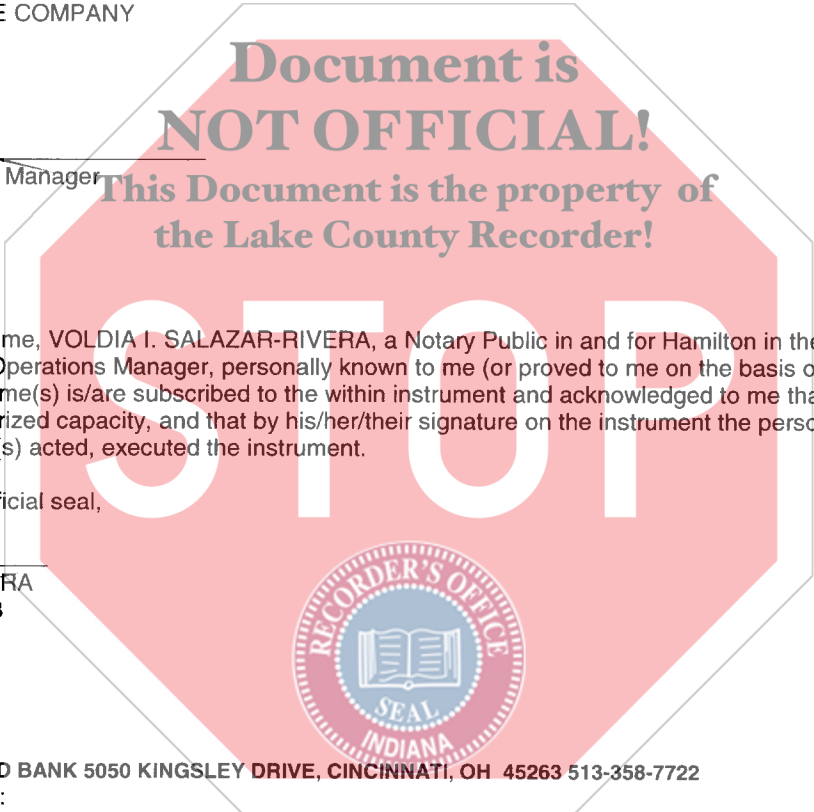 E COMPANY
Document is
NOT OFFICIAL!
Manager
This Document is the property of
the Lake County Recorder!
me, VOLDIA I. SALAZAR-RIVERA, a Notary Public in and for Hamilton in the
Operations Manager, personally known to me (or proved to me on the basis o
me(s) is/are subscribed to the within instrument and acknowledged to me tha
rized capacity, and that by his/her/their signature on the instrument the perso
(s) acted, executed the instrument.
STOP
ficial seal,
RA
RECORDER'S OFFICE
SEAL
INDIANA
D BANK 5050 KINGSLEY DRIVE, CINCINNATI, OH 45263 513-358-7722
: